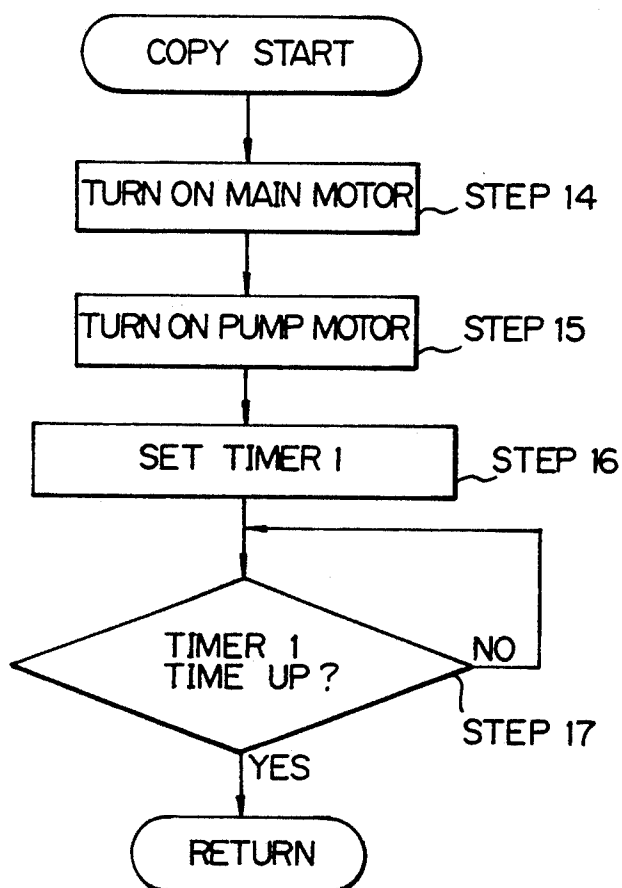 COPY START
TURN ON MAIN MOTOR
STEP 14
TURN ON PUMP MOTOR
STEP 15
SET TIMER 1
STEP 16
TIMER 1
TIME UP?
NO
STEP 17
YES
RETURN